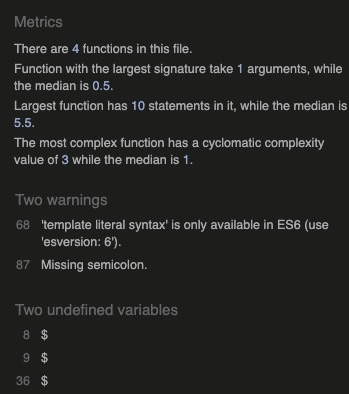 Metrics
There are 4 functions in this file.
Function with the largest signature take 1 arguments, while
the median is 0.5.
Largest function has 10 statements in it, while the median is
5.5.
The most complex function has a cyclomatic complexity
value of 3 while the median is 1.
Two warnings
68 'template literal syntax' is only available in ES6 (use
'esversion: 6').
87 Missing semicolon.
Two undefined variables
8 $
9 $
36 $